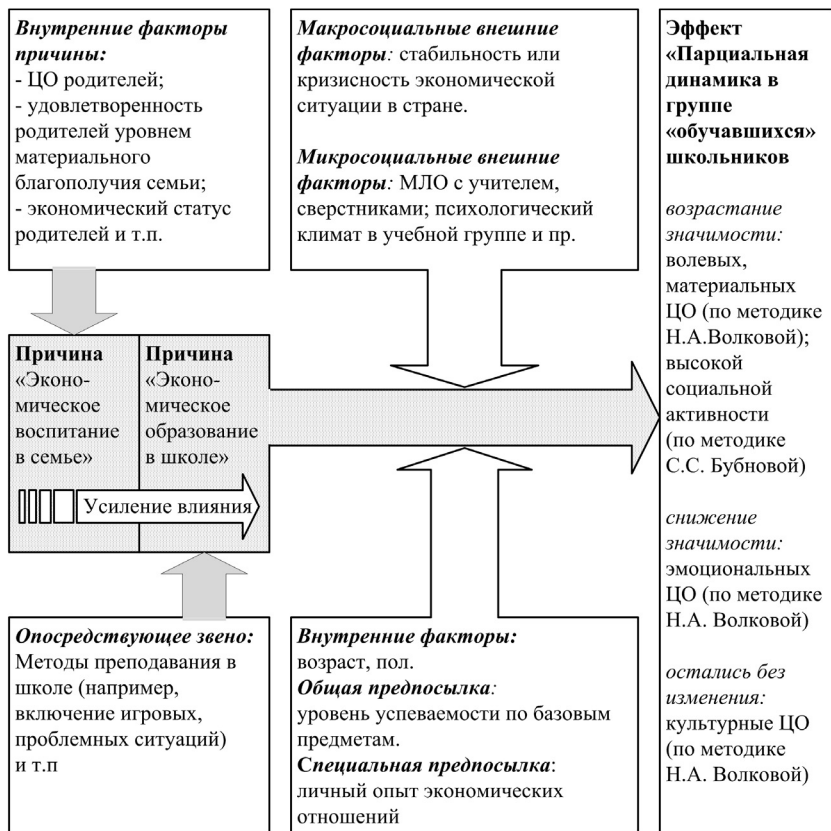 Внутренние факторы
причины:
- ЦО родителей;
- удовлетворенность
родителей уровнем
материального
благополучия семьи;
- экономический статус
родителей и т.п.
Макросоциальные внешние
факторы: стабильность или
кризисность экономической
ситуации в стране.
Микросоциальные внешние
факторы: МЛО с учителем,
сверстниками; психологический
климат в учебной группе и пр.
Причина
«Эконо-
мическое
воспитание
в семье»
Причина
«Эконо-
мическое
образование
в школе»
Усиление влияния
Опосредствующее звено:
Методы преподавания в
школе (например,
включение игровых,
проблемных ситуаций)
и т.п
Внутренние факторы:
возраст, пол.
Общая предпосылка:
уровень успеваемости по базовым
предметам.
Специальная предпосылка:
личный опыт экономических
отношений
Эффект
«Парциальная
динамика в
группе
«обучавшихся»
школьников
возрастание
значимости:
волевых,
материальных
ЦО (по методике
Н.А.Волковой);
высокой
социальной
активности
(по методике
С.С. Бубновой)
снижение
значимости:
эмоциональных
ЦО (по методике
Н.А. Волковой)
остались без
изменения:
культурные ЦО
(по методике
Н.А. Волковой)